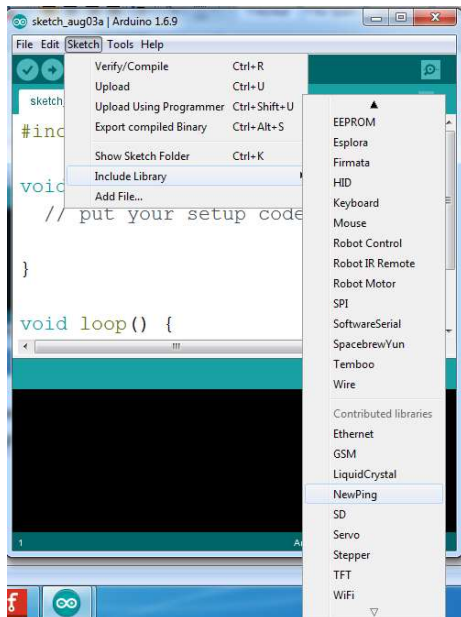 sketch_aug03a | Arduino 1.6.9
File Edit Sketch Tools Help
Verify/Compile Ctrl+R
Upload Ctrl+U
Upload Using Programmer Ctrl+Shift+U
Export compiled Binary Ctrl+Alt+S
Show Sketch Folder Ctrl+K
Include Library
Add File...
sketch_
#inc
void
// put your setup code
}
void loop() {
1
EEPROM
Esplora
Firmata
HID
Keyboard
Mouse
Robot Control
Robot IR Remote
Robot Motor
SPI
SoftwareSerial
SpacebrewYun
Temboo
Wire
Contributed libraries
Ethernet
GSM
LiquidCrystal
NewPing
SD
Servo
Stepper
TFT
WiFi